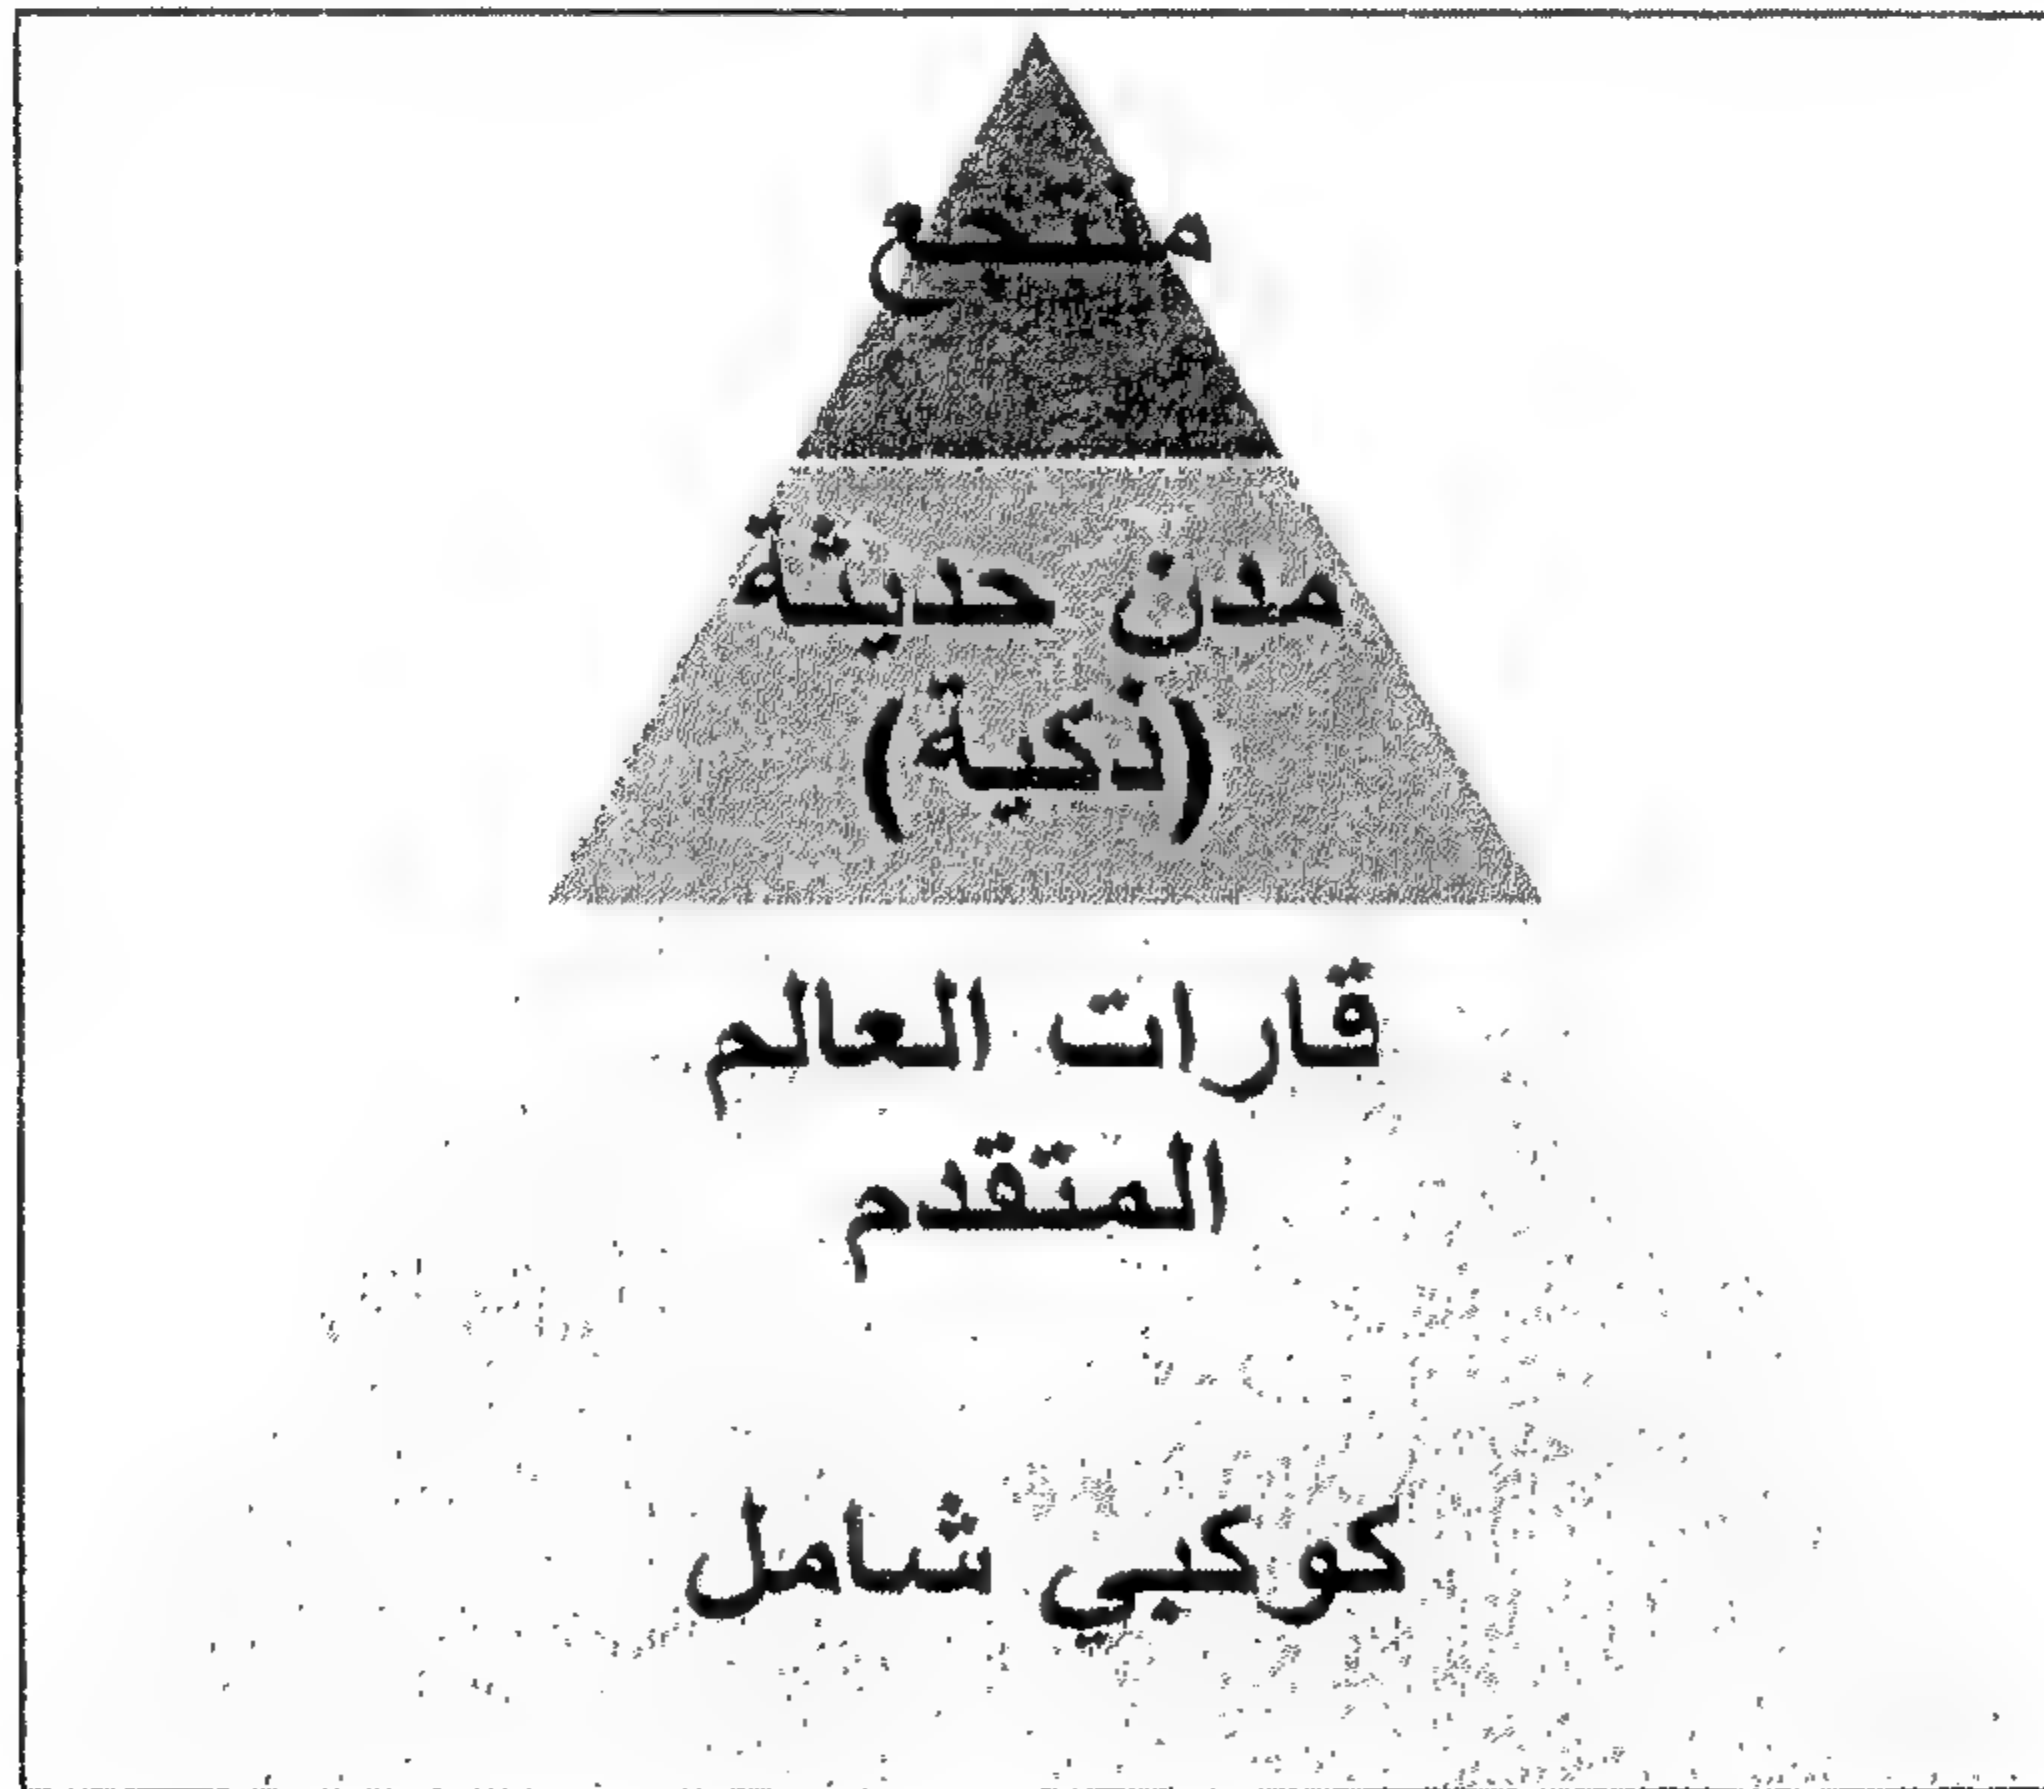 منتجع
مدن حديثة
(ذكية)
قارات العالم
المتقدم
كوكبي شامل